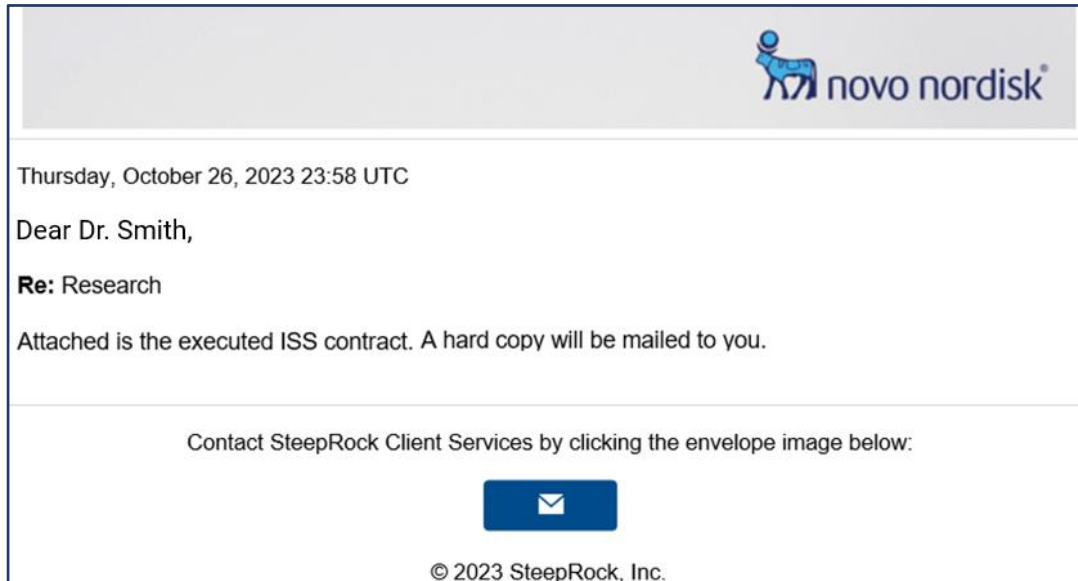 novo nordisk®
Thursday, October 26, 2023 23:58 UTC
Dear Dr. Smith,
Re: Research
Attached is the executed ISS contract. A hard copy will be mailed to you.
Contact SteepRock Client Services by clicking the envelope image below:
© 2023 SteepRock, Inc.